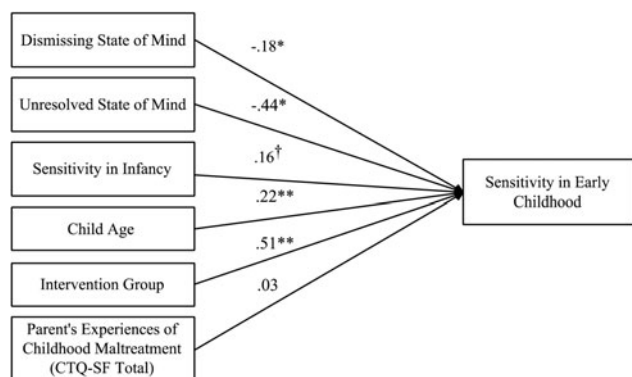 Dismissing State of Mind
-.18*
Unresolved State of Mind
-.44*
Sensitivity in Infancy
.16†
Sensitivity in Early
Childhood
.22**
Child Age
.51**
Intervention Group
.03
Parent's Experiences of
Childhood Maltreatment
(CTQ-SF Total)